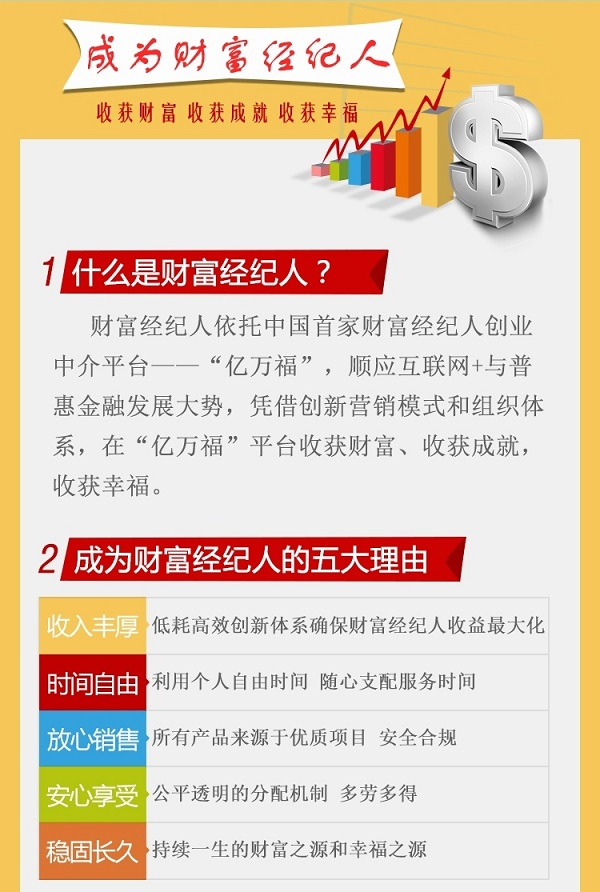 成为财富经纪人
收获财富 收获成就 收获幸福
1 什么是财富经纪人？
财富经纪人依托中国首家财富经纪人创业
中介平台——“亿万福”，顺应互联网+与普
惠金融发展大势，凭借创新营销模式和组织体
系，在“亿万福”平台收获财富、收获成就，
收获幸福。
2 成为财富经纪人的五大理由
收入丰厚 低耗高效创新体系确保财富经纪人收益最大化
时间自由 利用个人自由时间 随心支配服务时间
放心销售 所有产品来源于优质项目 安全合规
安心享受 公平透明的分配机制 多劳多得
稳固长久 持续一生的财富之源和幸福之源